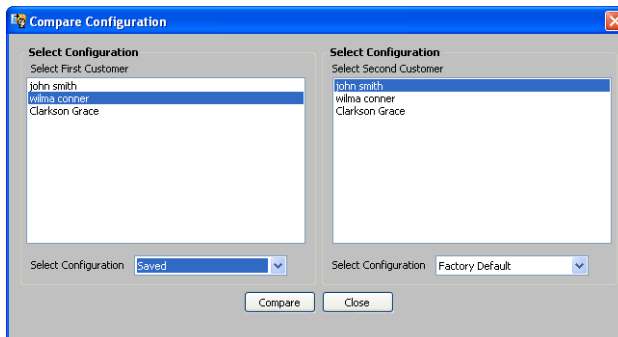 Compare Configuration
Select Configuration
Select First Customer
john smith
wilma conner
Clarkson Grace
Select Configuration Saved
Select Configuration
Select Second Customer
john smith
wilma conner
Clarkson Grace
Select Configuration Factory Default
Compare Close